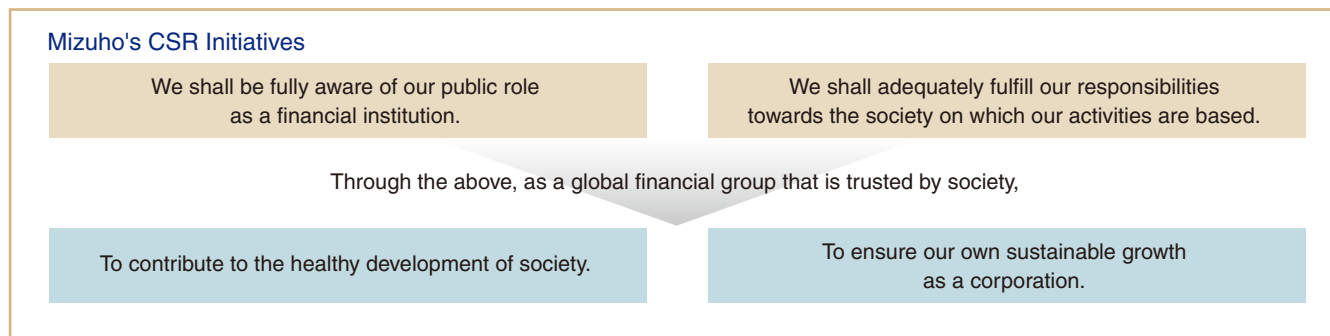 Mizuho's CSR Initiatives
We shall be fully aware of our public role
as a financial institution.
We shall adequately fulfill our responsibilities
towards the society on which our activities are based.
Through the above, as a global financial group that is trusted by society,
To contribute to the healthy development of society.
To ensure our own sustainable growth
as a corporation.